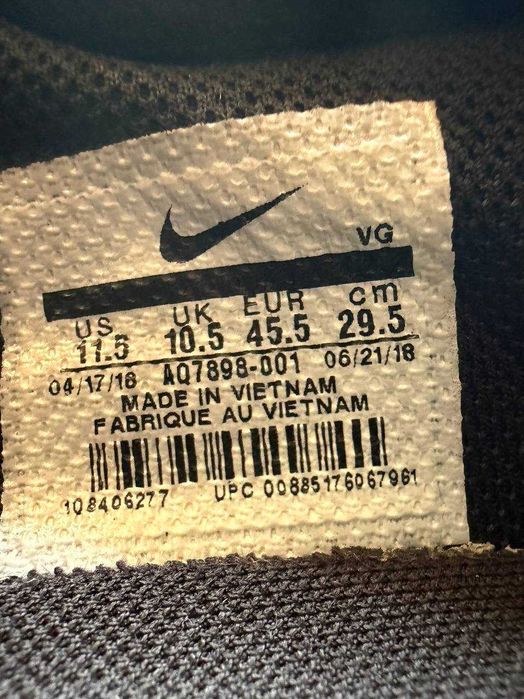 VG
US UK EUR cm
11.5 10.5 45.5 29.5
04/17/18 AQ7898-001 06/21/18
MADE IN VIETNAM
FABRIQUE AU VIETNAM
108406277 UPC 00885176067961